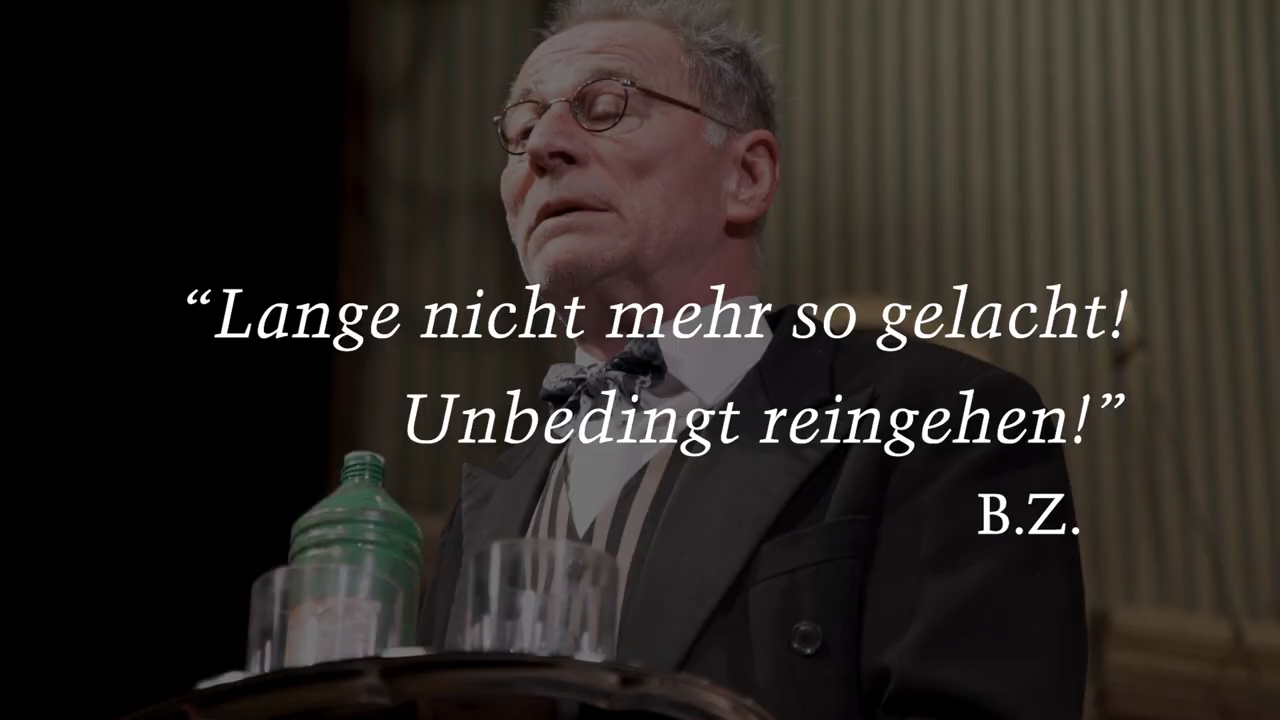 “Lange nicht mehr so gelacht!
Unbedingt reingehen!”
B.Z.